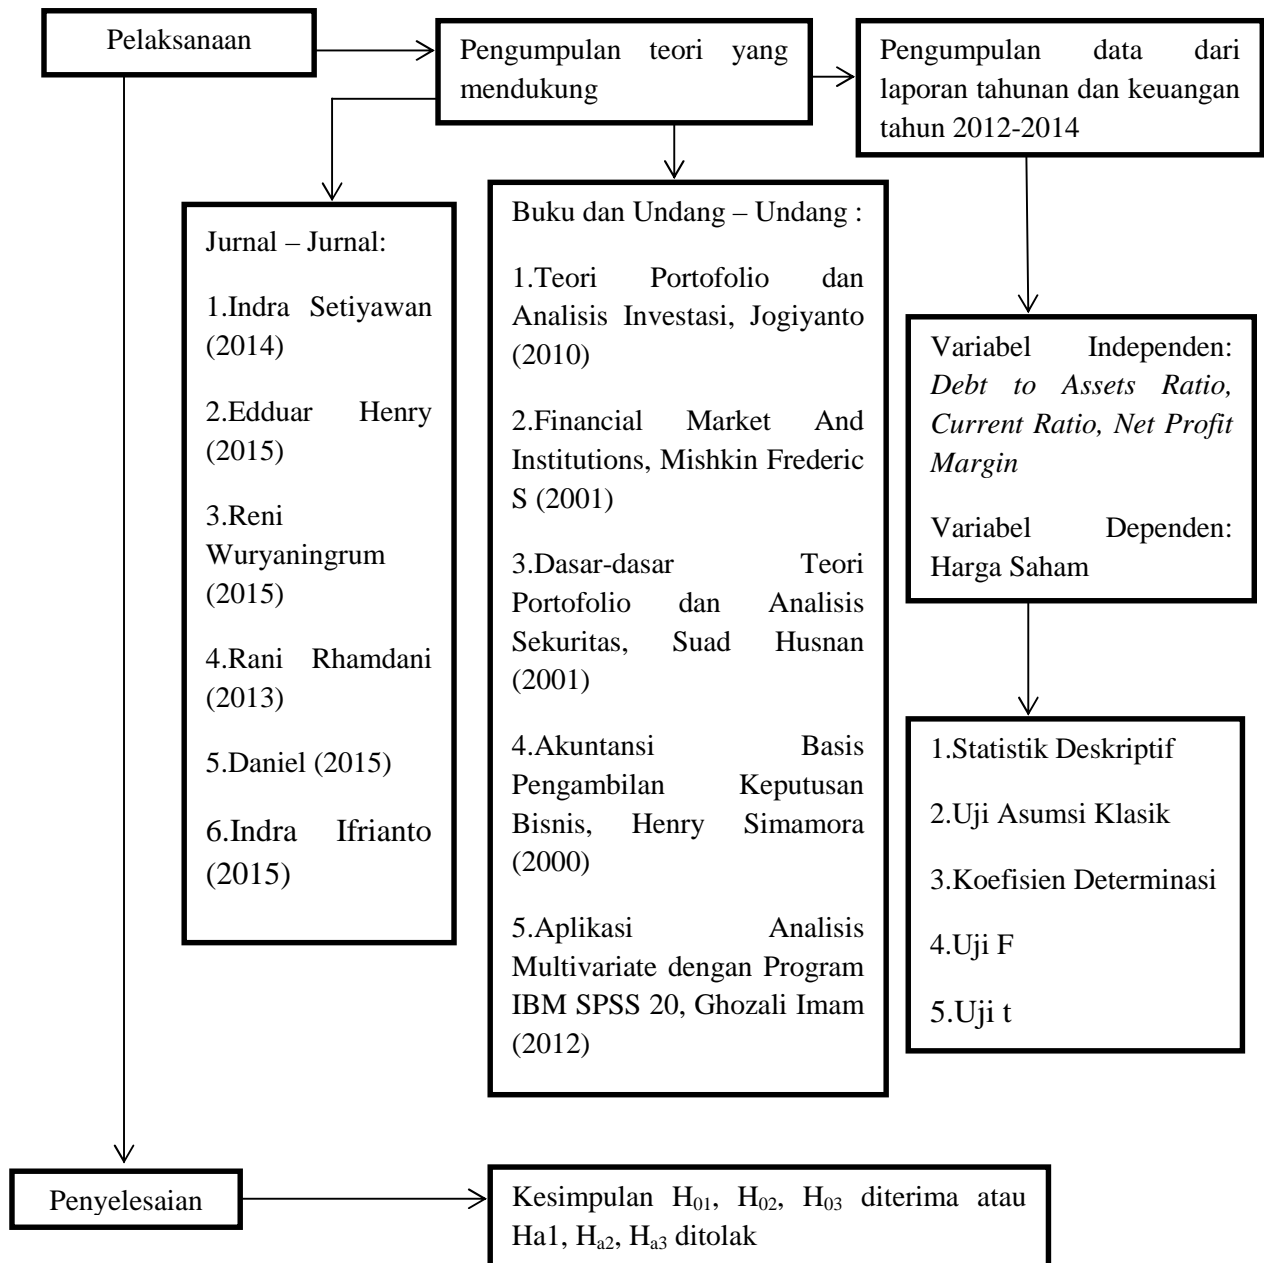 Pelaksanaan
Pengumpulan teori yang
mendukung
Pengumpulan data dari
laporan tahunan dan keuangan
tahun 2012-2014
Jurnal – Jurnal:
1.Indra Setiyawan
(2014)
2.Edduar Henry
(2015)
3.Reni
Wuryaningrum
(2015)
4.Rani Rhamdani
(2013)
5.Daniel (2015)
6.Indra Ifrianto
(2015)
Buku dan Undang – Undang :
1.Teori Portofolio dan
Analisis Investasi, Jogiyanto
(2010)
2.Financial Market And
Institutions, Mishkin Frederic
S (2001)
3.Dasar-dasar Teori
Portofolio dan Analisis
Sekuritas, Suad Husnan
(2001)
4.Akuntansi Basis
Pengambilan Keputusan
Bisnis, Henry Simamora
(2000)
5.Aplikasi Analisis
Multivariate dengan Program
IBM SPSS 20, Ghozali Imam
(2012)
Variabel Independen:
Debt to Assets Ratio,
Current Ratio, Net Profit
Margin
Variabel Dependen:
Harga Saham
1.Statistik Deskriptif
2.Uji Asumsi Klasik
3.Koefisien Determinasi
4.Uji F
5.Uji t
Penyelesaian
Kesimpulan H₀₁, H₀₂, H₀₃ diterima atau
Ha1, Hₐ₂, Hₐ₃ ditolak